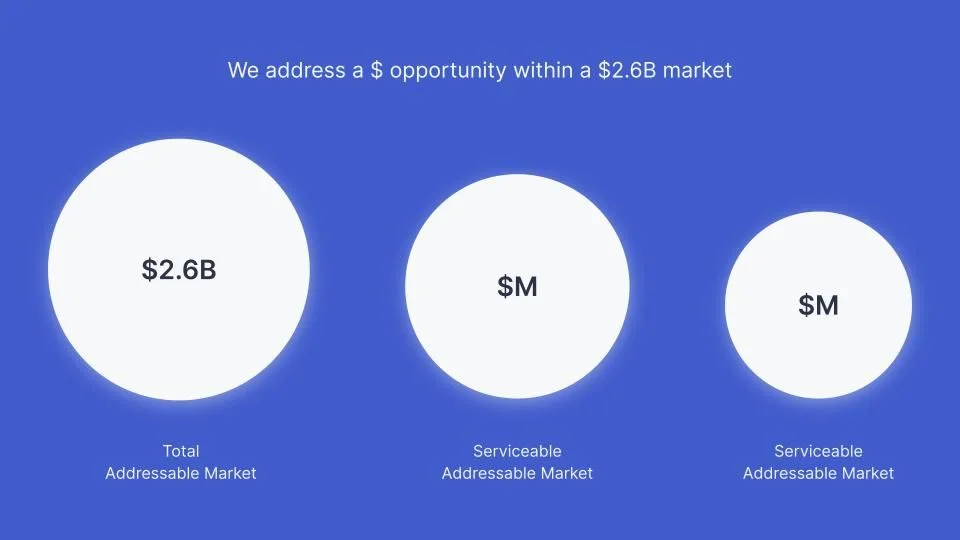 We address a $ opportunity within a $2.6B market
$2.6B
$M
$M
Total
Addressable Market
Serviceable
Addressable Market
Serviceable
Addressable Market